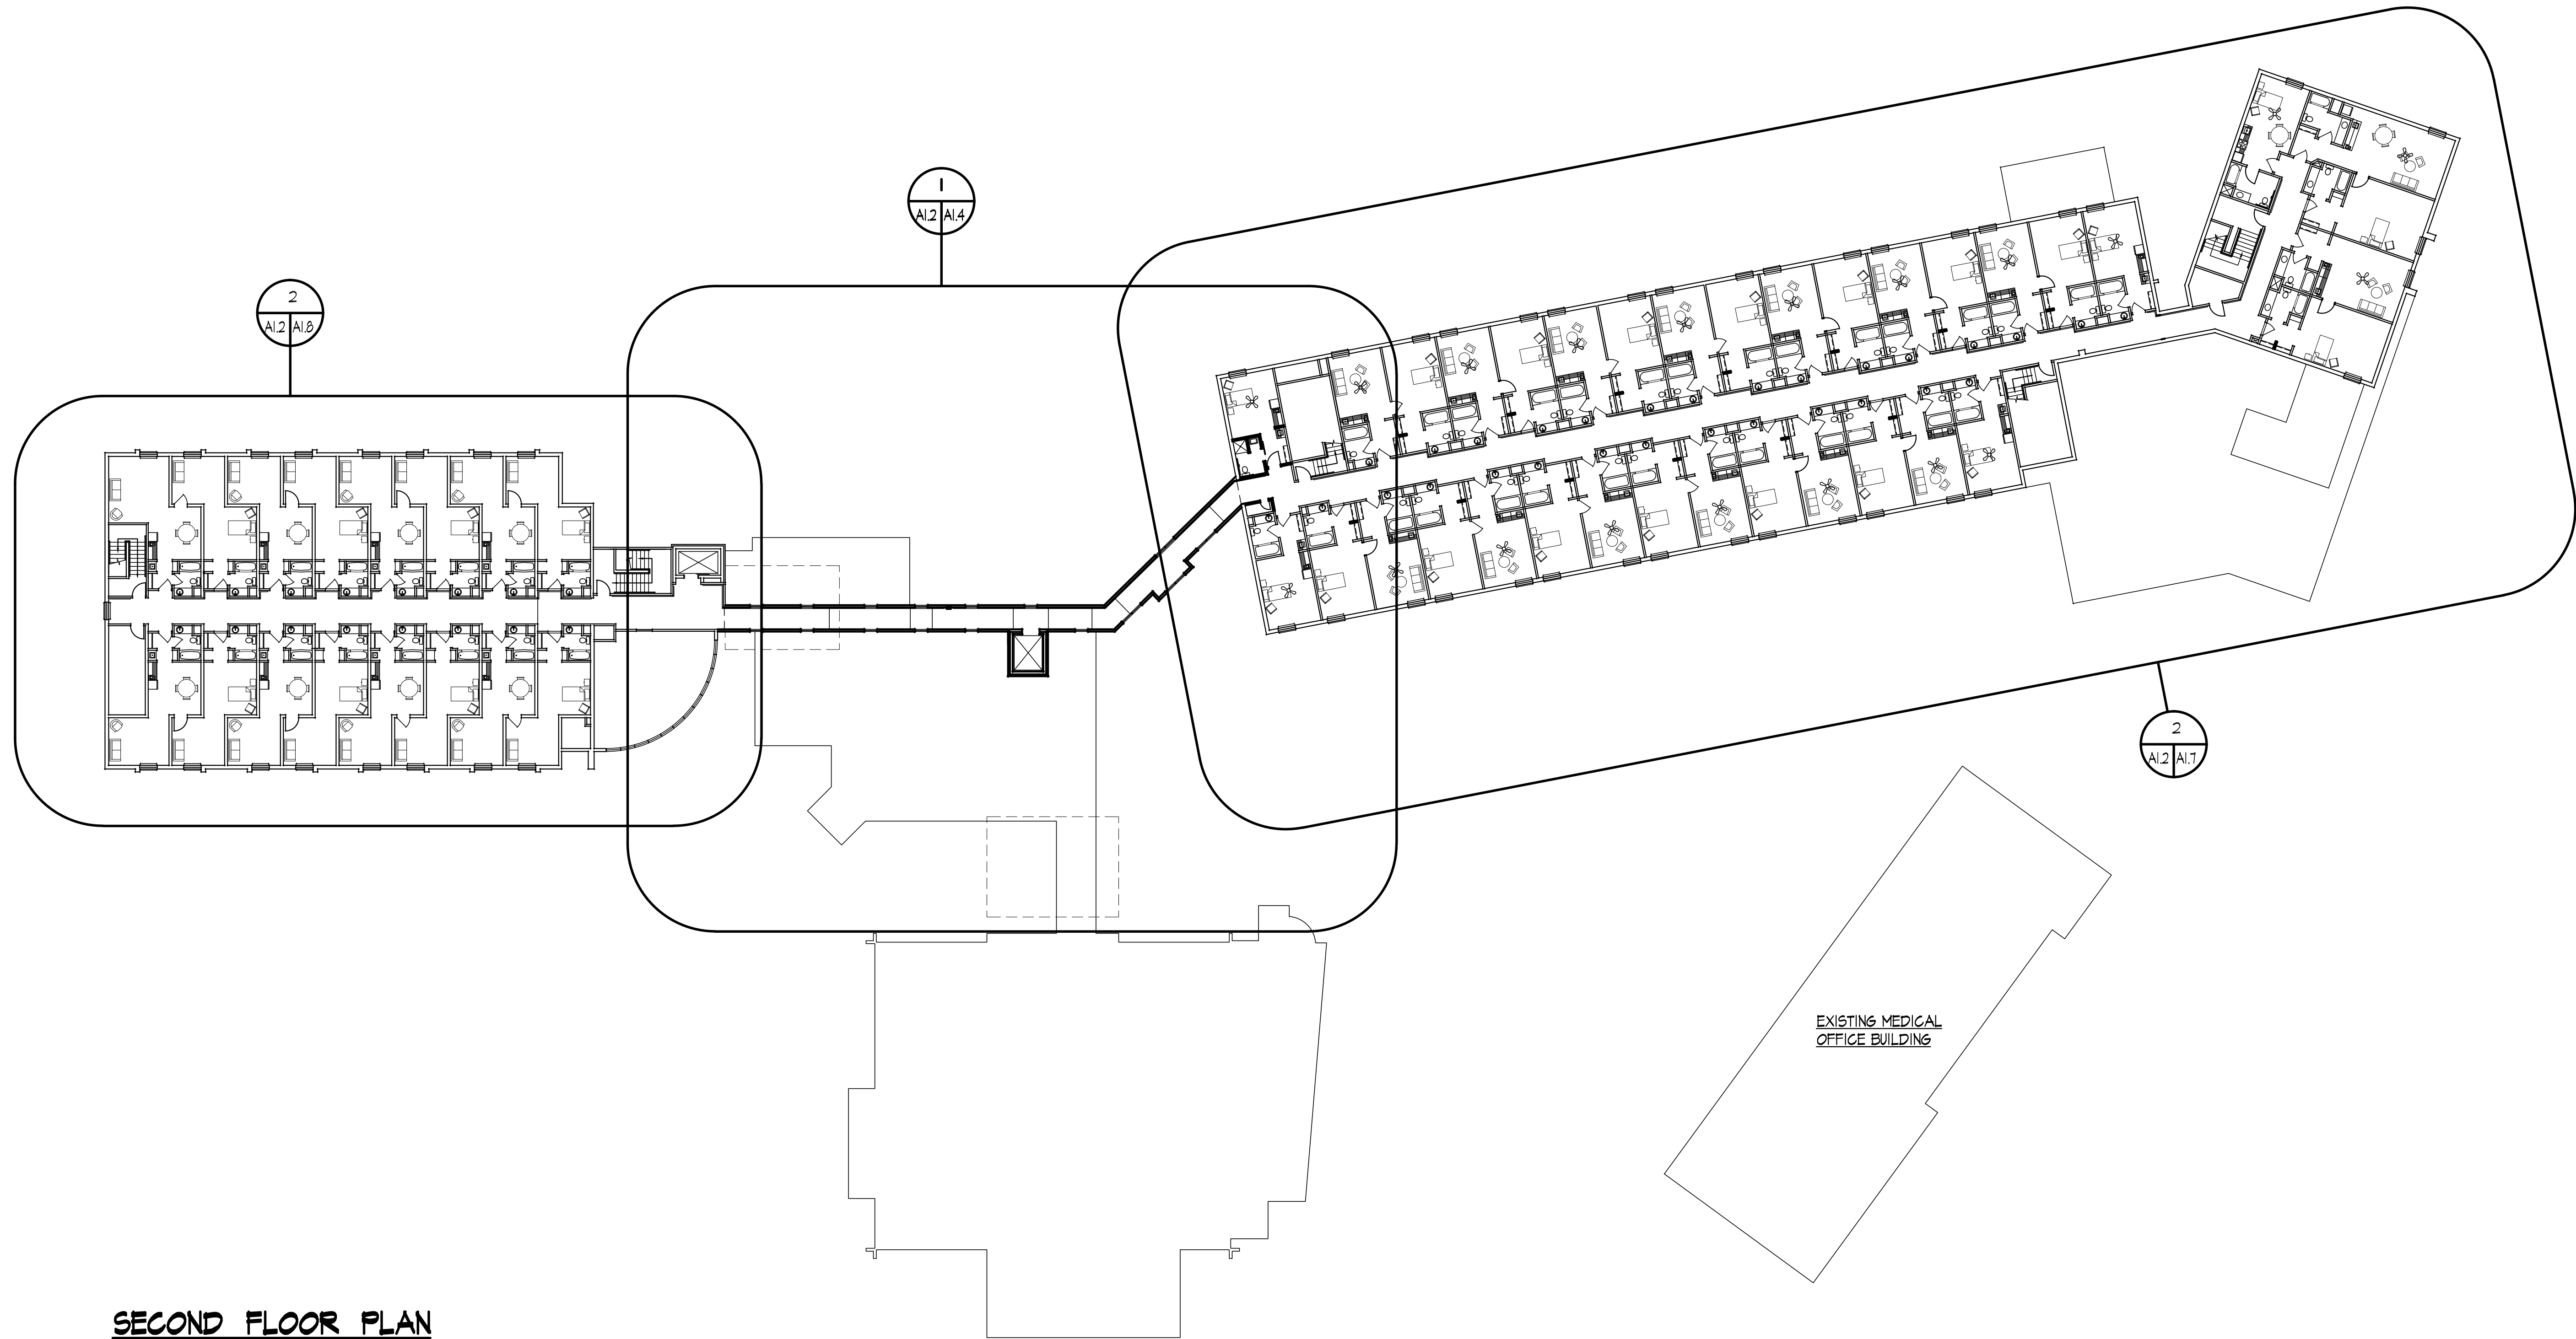 1
A1.2 A1.4
2
A1.2 A1.8
2
A1.2 A1.7
EXISTING MEDICAL
OFFICE BUILDING
SECOND FLOOR PLAN